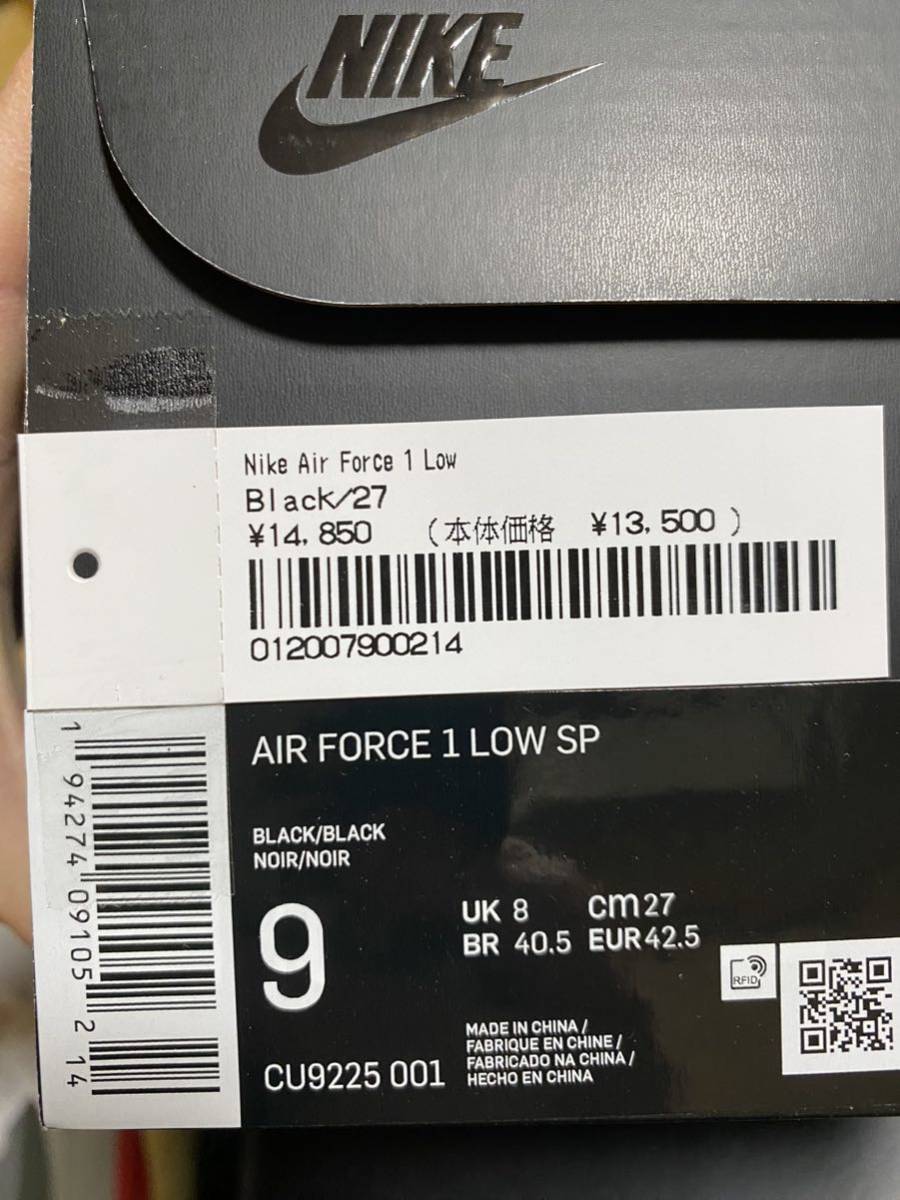 NIKE
Nike Air Force 1 Low
Black/27
¥14,850 (本体価格 ¥13,500)
012007900214
AIR FORCE 1 LOW SP
BLACK/BLACK
NOIR/NOIR
9
UK 8 cm 27
BR 40.5 EUR 42.5
RFID
CU9225 001
MADE IN CHINA /
FABRIQUE EN CHINE /
FABRICADO NA CHINA /
HECHO EN CHINA
1 94274 09105 2 14